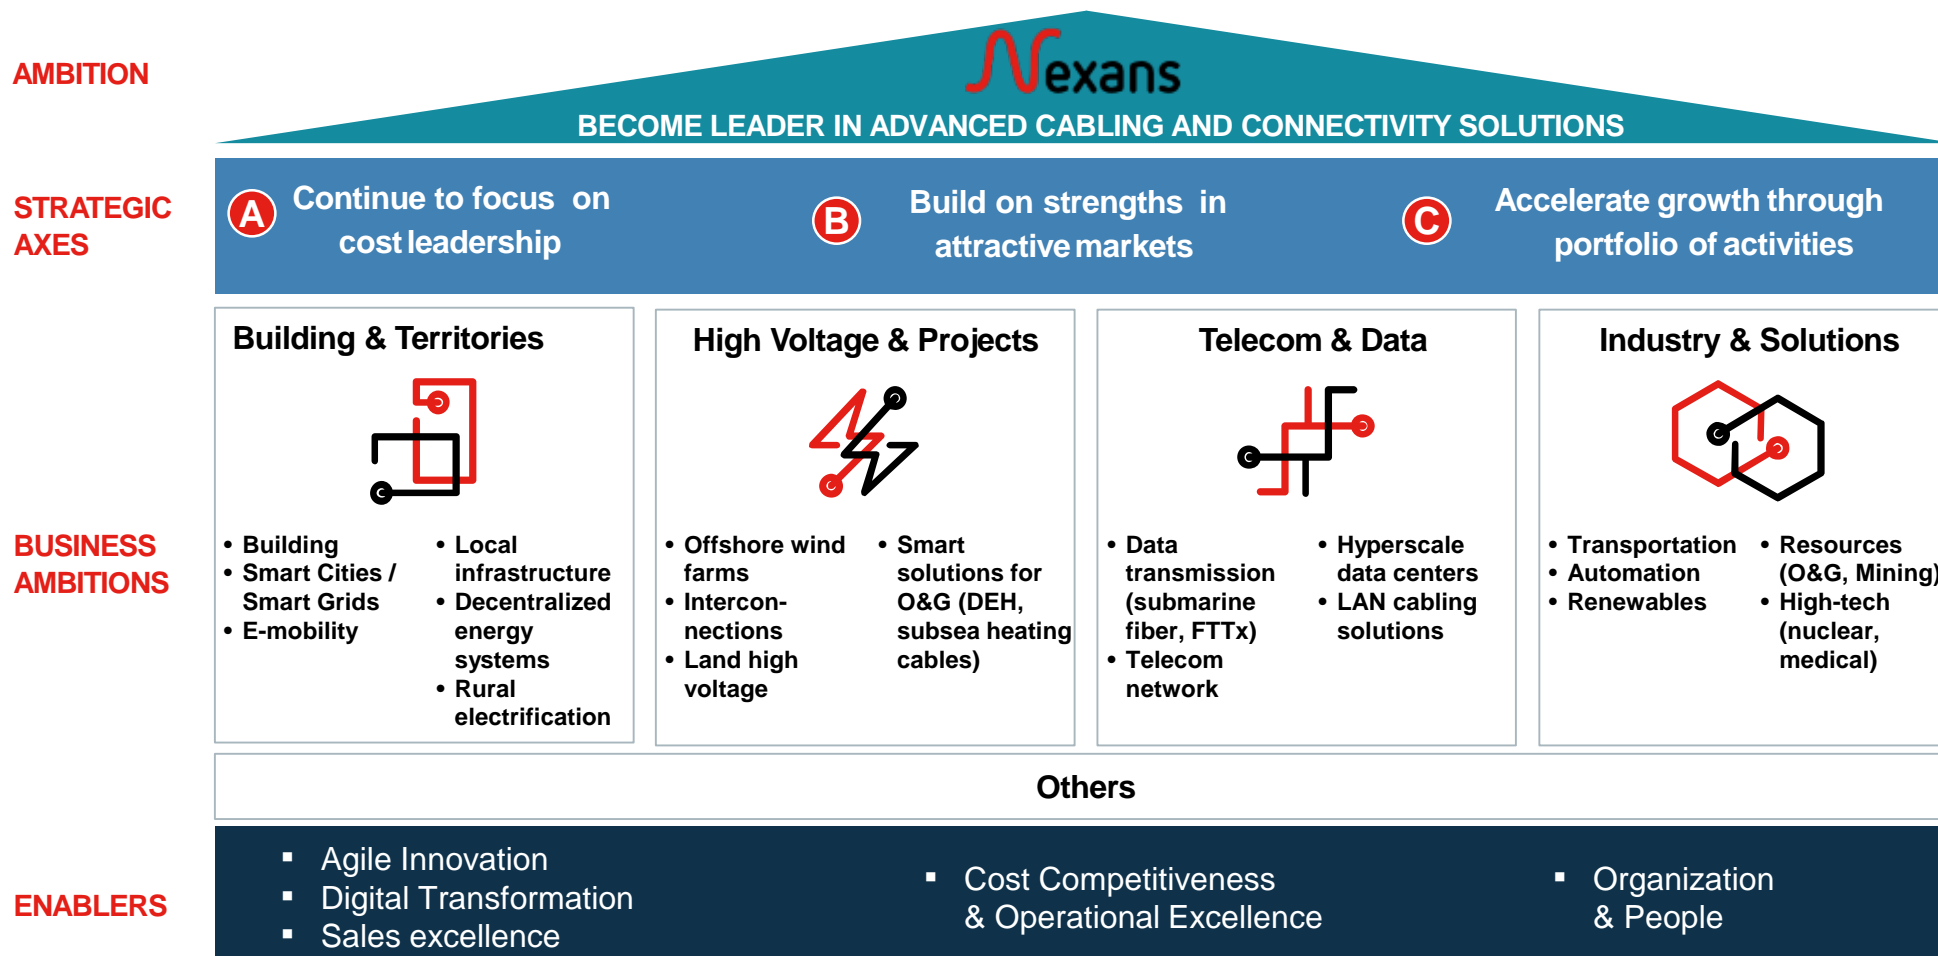 AMBITION
Nexans
BECOME LEADER IN ADVANCED CABLING AND CONNECTIVITY SOLUTIONS
STRATEGIC
AXES
A
Continue to focus on
cost leadership
B
Build on strengths in
attractive markets
C
Accelerate growth through
portfolio of activities
BUSINESS
AMBITIONS
Building & Territories
• Building
• Smart Cities /
Smart Grids
• E-mobility
• Local
infrastructure
• Decentralized
energy
systems
• Rural
electrification
High Voltage & Projects
• Offshore wind
farms
• Intercon-
nections
• Land high
voltage
• Smart
solutions for
O&G (DEH,
subsea heating
cables)
Telecom & Data
• Data
transmission
(submarine
fiber, FTTx)
• Telecom
network
• Hyperscale
data centers
• LAN cabling
solutions
Industry & Solutions
• Transportation
• Automation
• Renewables
• Resources
(O&G, Mining)
• High-tech
(nuclear,
medical)
Others
ENABLERS
▪ Agile Innovation
▪ Digital Transformation
▪ Sales excellence
▪ Cost Competitiveness
& Operational Excellence
▪ Organization
& People